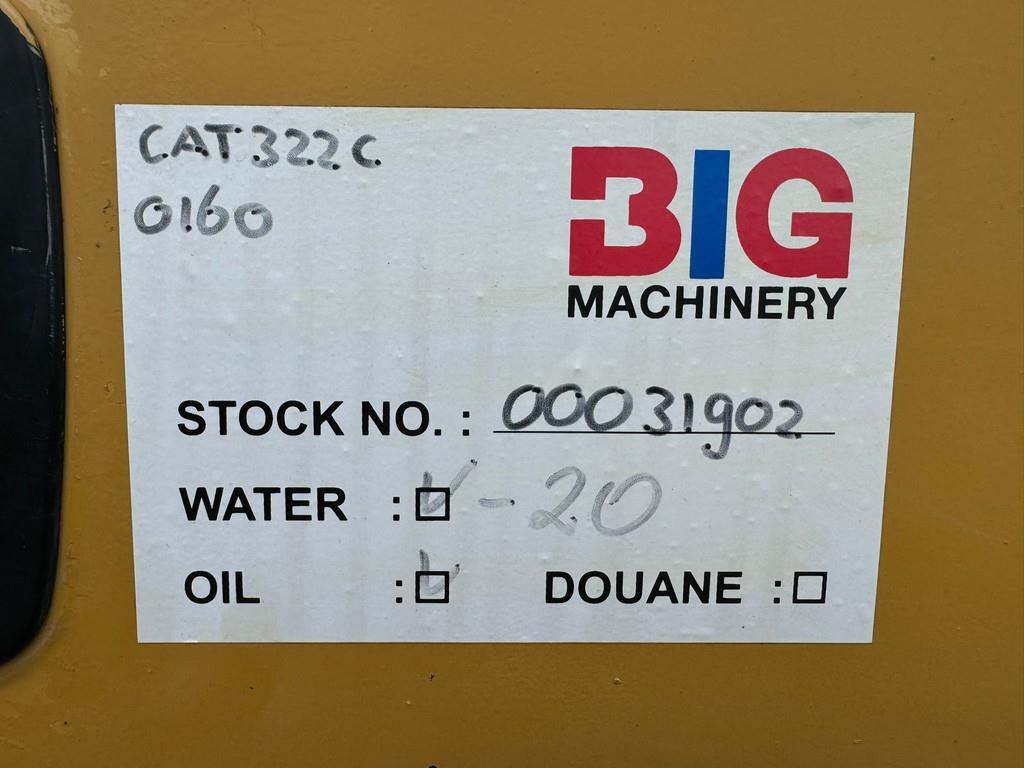 CAT 322 C
0160
BIG
MACHINERY
STOCK NO. : 00031902
WATER : ☑ -20
OIL : ☑ DOUANE : ☐